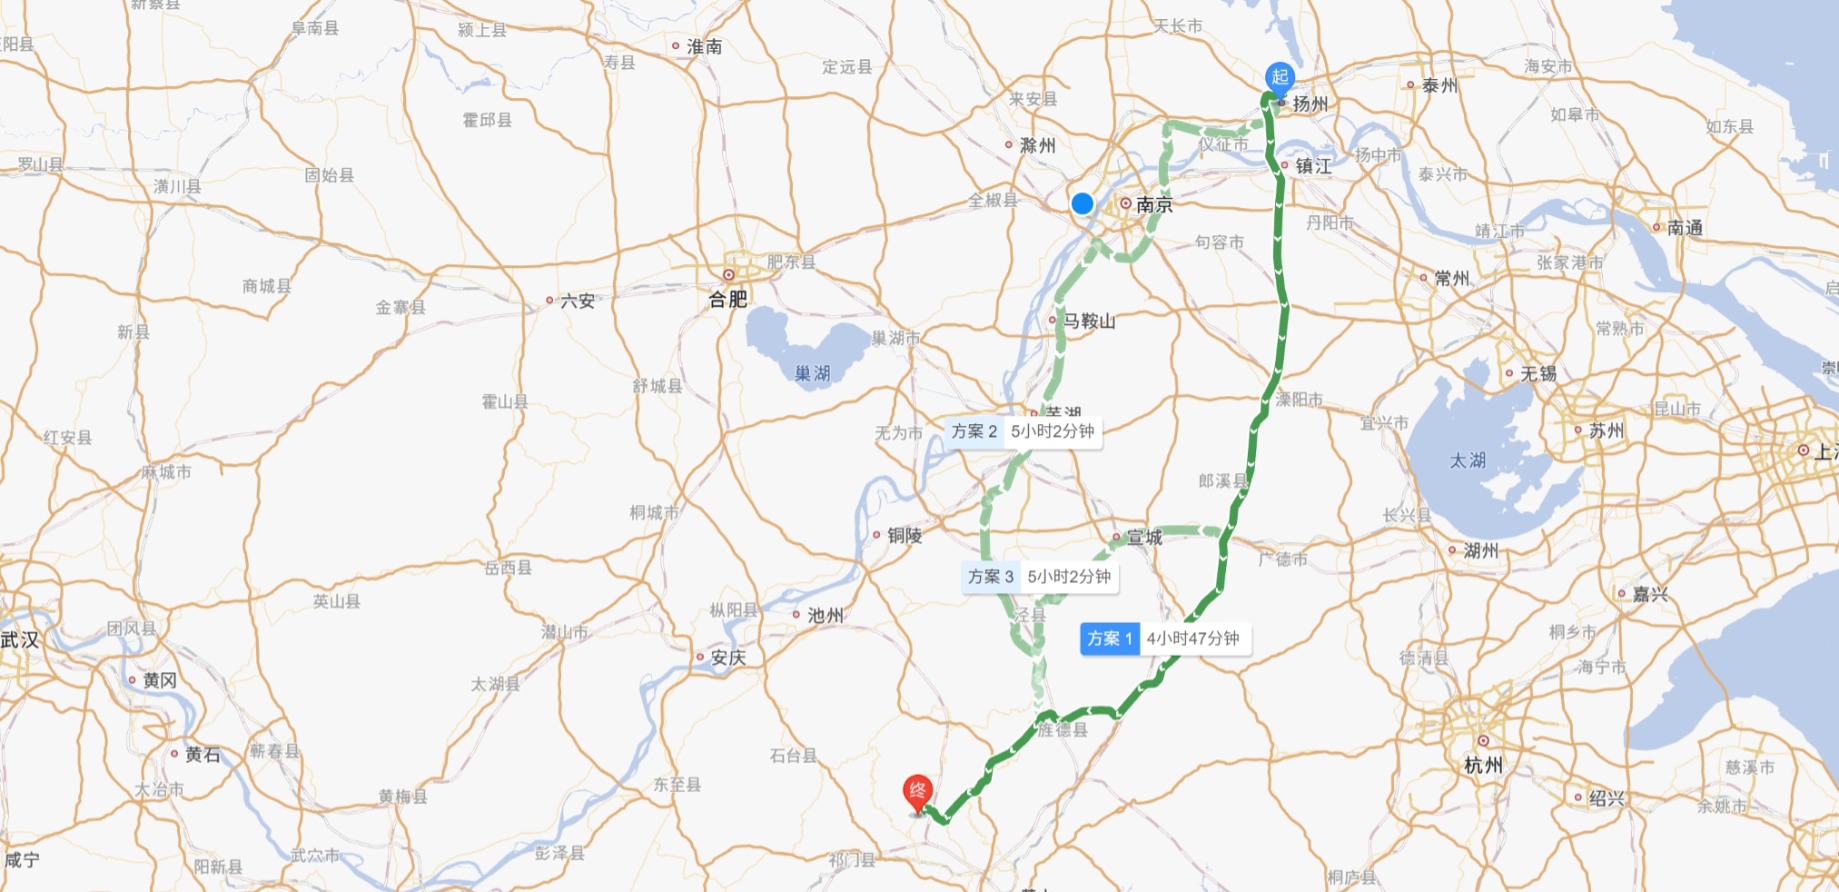 新蔡县
阜南县
颍上县
淮南
寿县
定远县
天长市
海安市
泰州
起
扬州
来安县
霍邱县
如皋市
如东县
滁州
仪征市
扬中市
镇江
罗山县
固始县
潢川县
泰兴市
全椒县
南京
丹阳市
靖江市
南通
句容市
肥东县
张家港市
常州
商城县
金寨县
六安
合肥
新县
马鞍山
巢湖市
常熟市
巢湖
无锡
舒城县
霍山县
溧阳市
宜兴市
昆山市
芜湖
红安县
无为市
方案 2 5小时2分钟
苏州
太湖
麻城市
郎溪县
桐城市
长兴县
铜陵
宣城
湖州
广德市
岳西县
方案 3 5小时2分钟
嘉兴
英山县
枞阳县
池州
泾县
团风县
潜山市
武汉
方案 1 4小时47分钟
桐乡市
安庆
德清县
海宁市
黄冈
太湖县
旌德县
黄石
蕲春县
石台县
杭州
慈溪市
大冶市
黄梅县
东至县
终
绍兴
余姚市
咸宁
阳新县
武穴市
彭泽县
祁门县
桐庐县